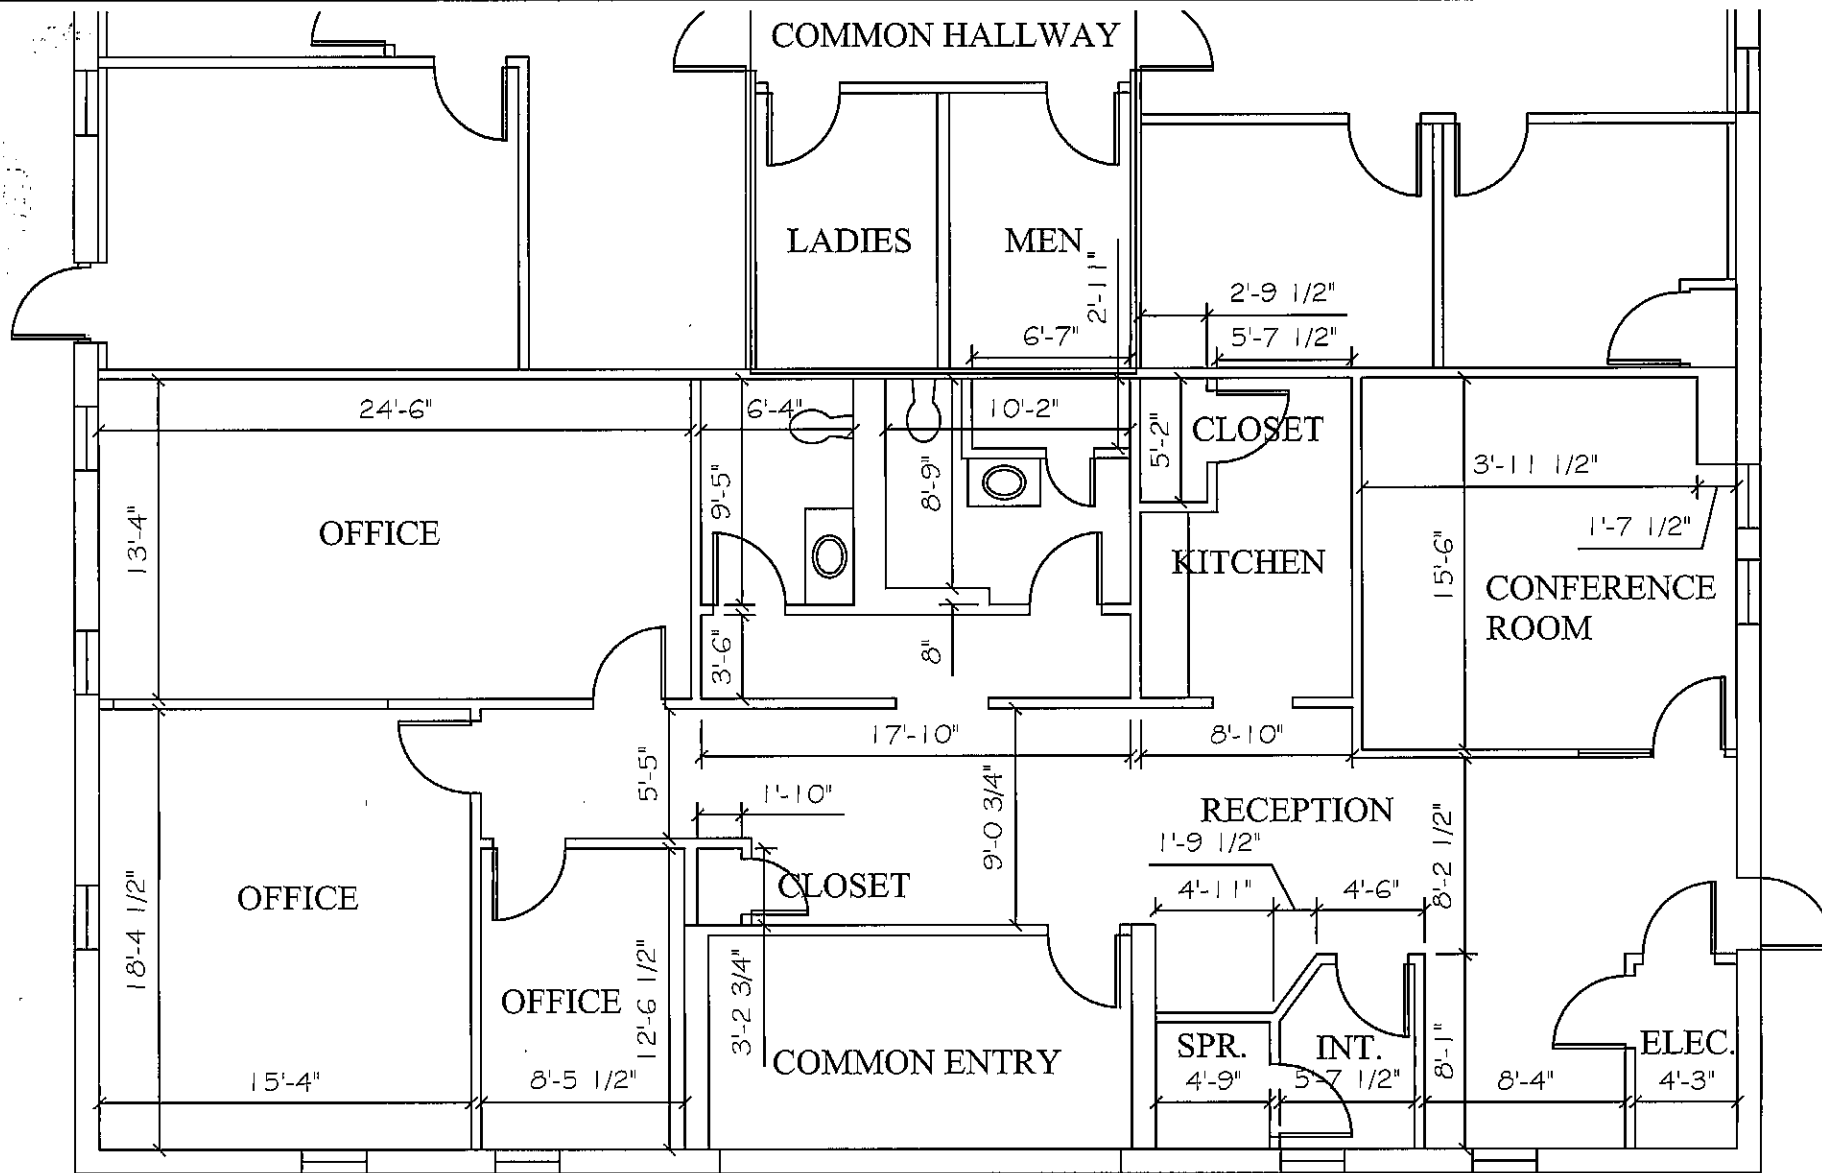 COMMON HALLWAY
LADIES
MEN
2'-11"
2'-9 1/2"
6'-7"
5'-7 1/2"
24'-6"
6'-4"
10'-2"
CLOSET
5'-2"
3'-11 1/2"
9'-5"
8'-9"
13'-4"
OFFICE
1'-7 1/2"
15'-6"
KITCHEN
CONFERENCE
ROOM
3'-6"
8"
17'-10"
8'-10"
5'-5"
1'-10"
9'-0 3/4"
RECEPTION
1'-9 1/2"
8'-2 1/2"
CLOSET
4'-11"
4'-6"
OFFICE
18'-4 1/2"
OFFICE
12'-6 1/2"
3'-2 3/4"
COMMON ENTRY
SPR.
INT.
8'-1"
ELEC.
15'-4"
8'-5 1/2"
4'-9"
5'-7 1/2"
8'-4"
4'-3"